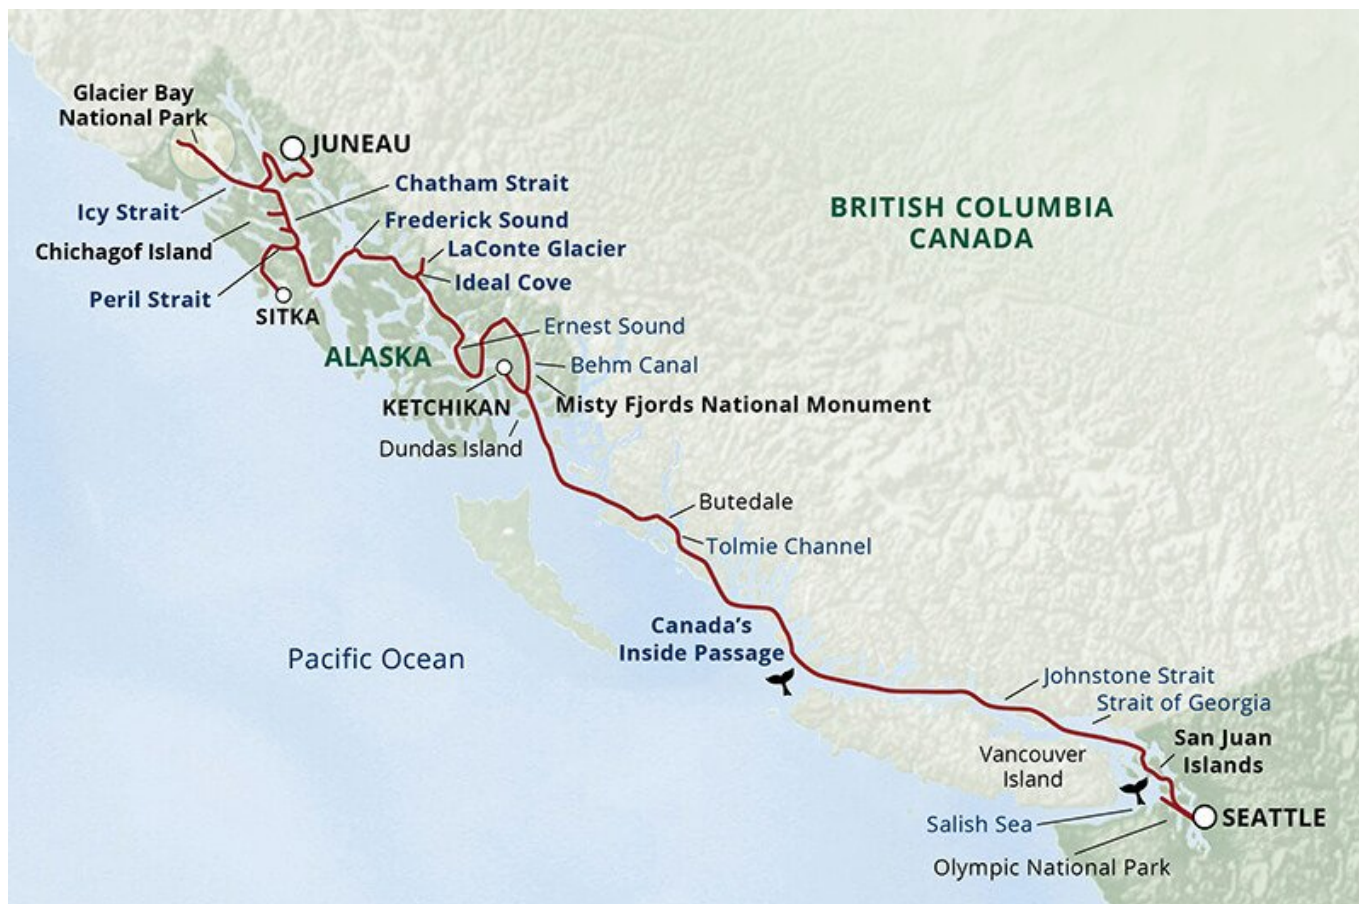 Glacier Bay
National Park
JUNEAU
Chatham Strait
Icy Strait
Frederick Sound
Chichagof Island
LaConte Glacier
Ideal Cove
Peril Strait
SITKA
BRITISH COLUMBIA
CANADA
Ernest Sound
ALASKA
Behm Canal
KETCHIKAN
Misty Fjords National Monument
Dundas Island
Butedale
Tolmie Channel
Canada's
Inside Passage
Pacific Ocean
Johnstone Strait
Strait of Georgia
San Juan
Islands
Vancouver
Island
Salish Sea
SEATTLE
Olympic National Park